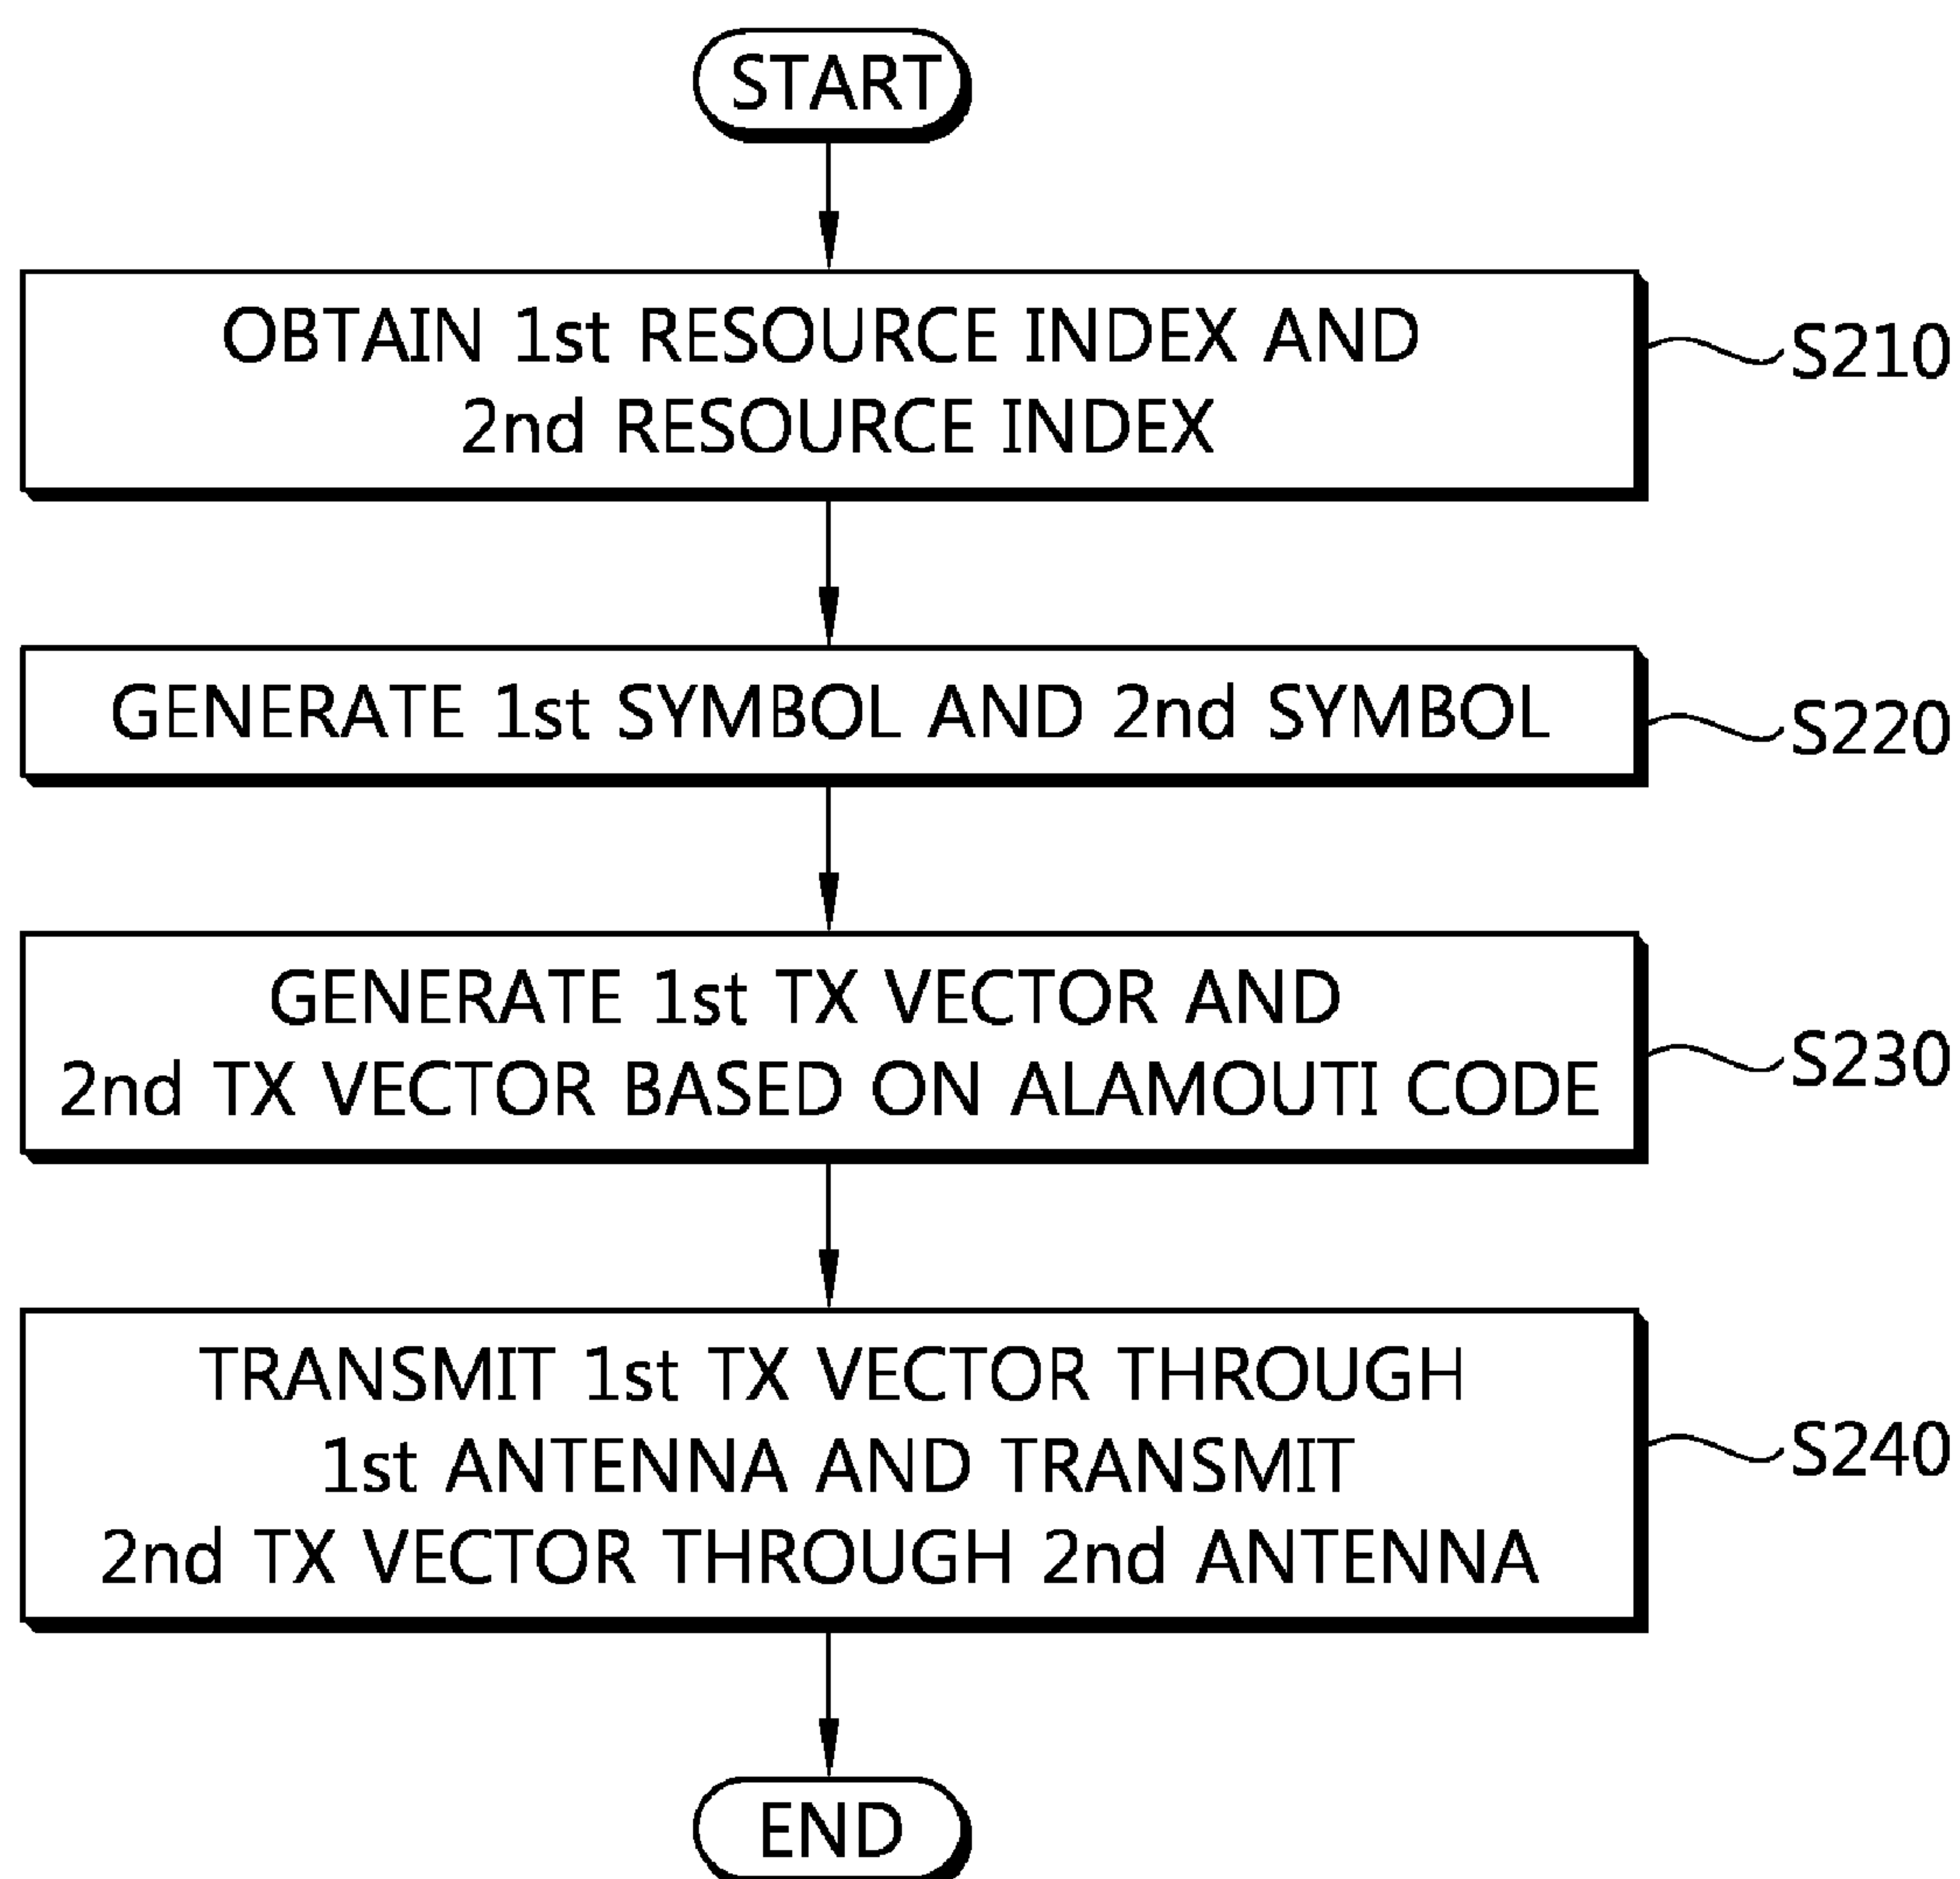 START
OBTAIN 1st RESOURCE INDEX AND
2nd RESOURCE INDEX
S210
GENERATE 1st SYMBOL AND 2nd SYMBOL
S220
GENERATE 1st TX VECTOR AND
2nd TX VECTOR BASED ON ALAMOUTI CODE
S230
TRANSMIT 1st TX VECTOR THROUGH
1st ANTENNA AND TRANSMIT
2nd TX VECTOR THROUGH 2nd ANTENNA
S240
END